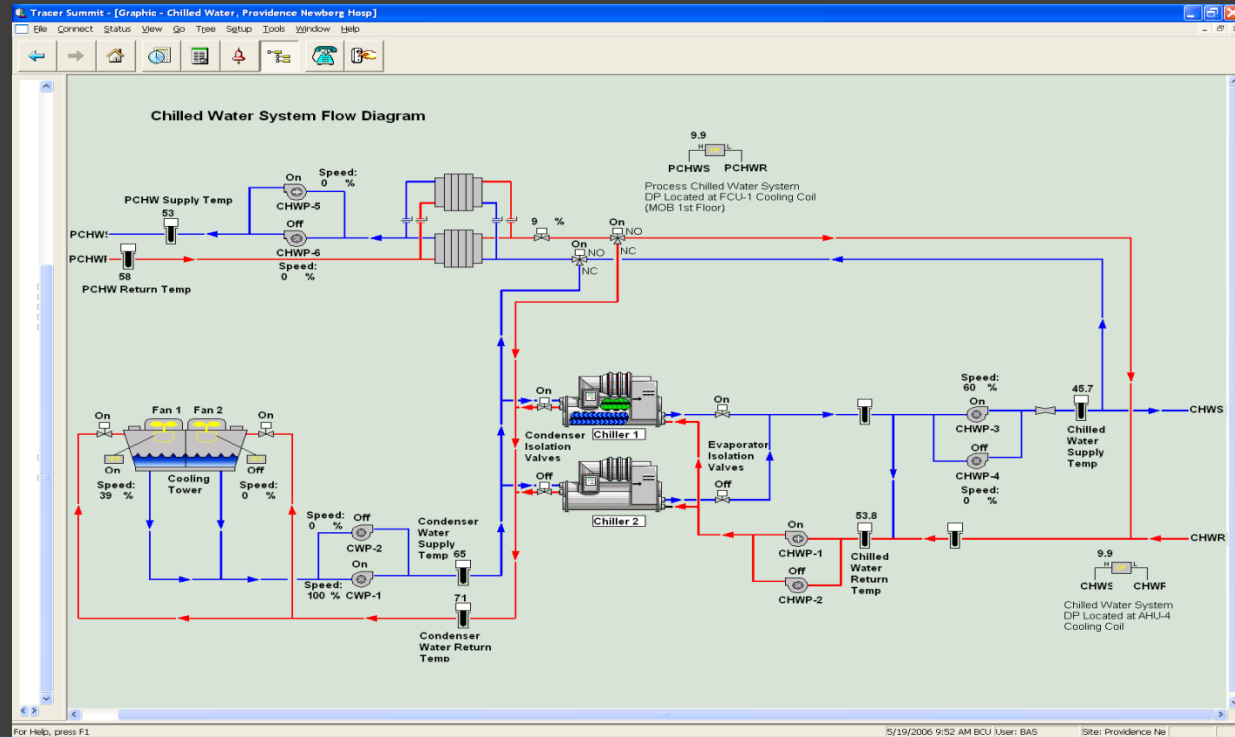 Tracer Summit - [Graphic - Chilled Water, Providence Newberg Hosp]
File Connect Status View Go Tree Setup Tools Window Help
Chilled Water System Flow Diagram
9.9
H L
PCHWS PCHWR
Process Chilled Water System
DP Located at FCU-1 Cooling Coil
(MOB 1st Floor)
On
Speed:
0 %
CHWP-5
PCHW Supply Temp
53
Off
CHWP-6
Speed:
0 %
PCHWS
PCHWF
58
PCHW Return Temp
9 %
On
NO
NC
On
NO
NC
Fan 1 Fan 2
On
On
On
Speed:
39 %
Cooling
Tower
Off
Speed:
0 %
On
Condenser
Isolation
Valves
Chiller 1
Off
Chiller 2
On
Evaporator
Isolation
Valves
Off
Speed:
60 %
On
CHWP-3
Off
CHWP-4
Speed:
0 %
45.7
Chilled
Water
Supply
Temp
CHWS
Speed:
0 %
Off
CWP-2
On
Speed:
100 %
CWP-1
Condenser
Water
Supply
Temp
65
71
Condenser
Water Return
Temp
On
CHWP-1
Off
CHWP-2
53.8
Chilled
Water
Return
Temp
CHWR
9.9
H L
CHWS CHWF
Chilled Water System
DP Located at AHU-4
Cooling Coil
For Help, press F1
5/19/2006 9:52 AM BCU User: BAS Site: Providence Ne